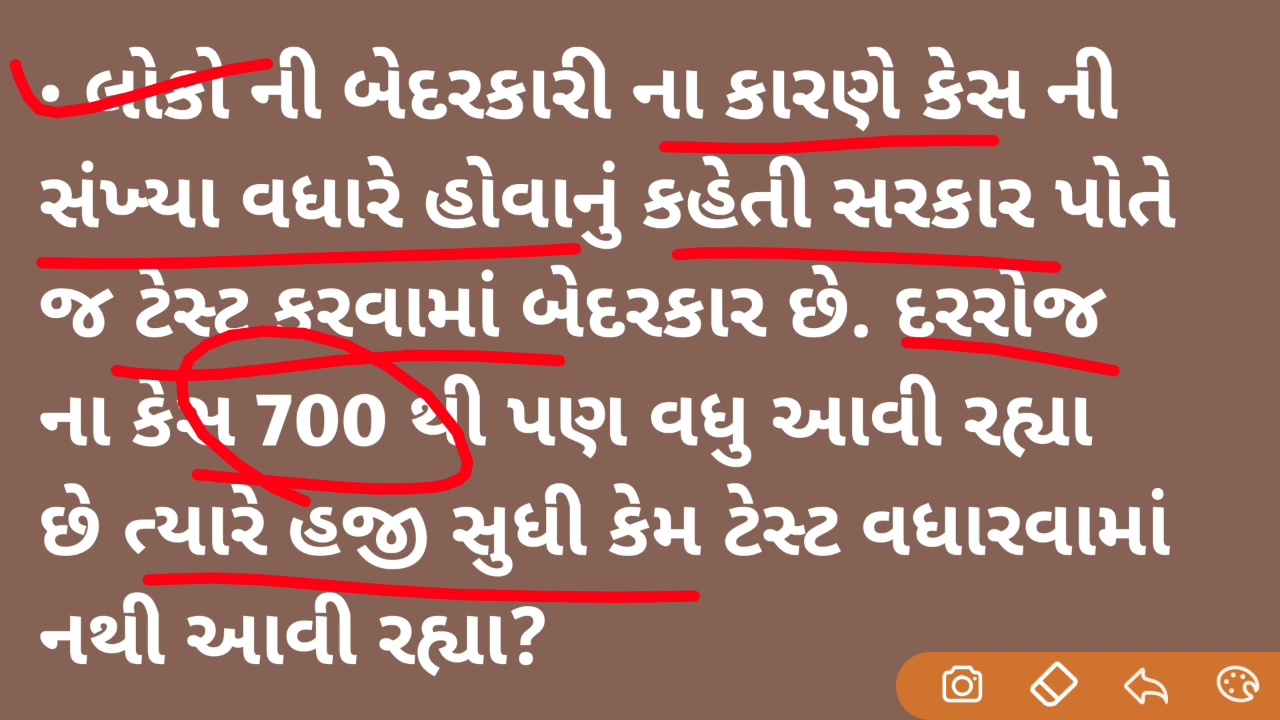 • લોકો ની બેદરકારી ના કારણે કેસ ની
સંખ્યા વધારે હોવાનું કહેતી સરકાર પોતે
જ ટેસ્ટ કરવામાં બેદરકાર છે. દરરોજ
ના કેસ 700 થી પણ વધુ આવી રહ્યા
છે ત્યારે હજી સુધી કેમ ટેસ્ટ વધારવામાં
નથી આવી રહ્યા?